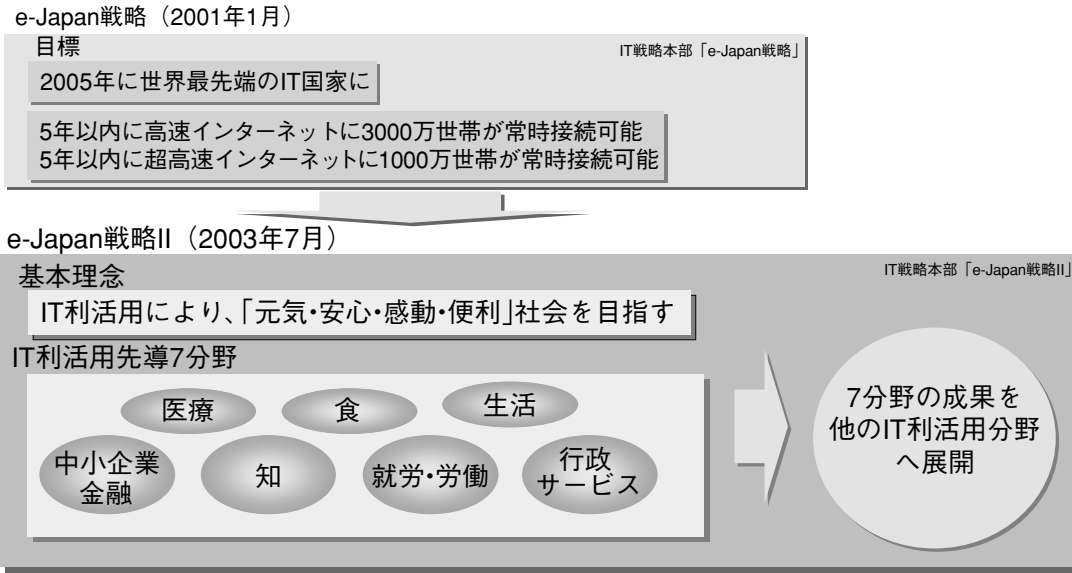 e-Japan戦略（2001年1月）
目標
IT戦略本部「e-Japan戦略」
2005年に世界最先端のIT国家に
5年以内に高速インターネットに3000万世帯が常時接続可能
5年以内に超高速インターネットに1000万世帯が常時接続可能
e-Japan戦略II（2003年7月）
基本理念
IT戦略本部「e-Japan戦略II」
IT利活用により、「元気・安心・感動・便利」社会を目指す
IT利活用先導7分野
医療
食
生活
中小企業
金融
知
就労・労働
行政
サービス
7分野の成果を
他のIT利活用分野
へ展開